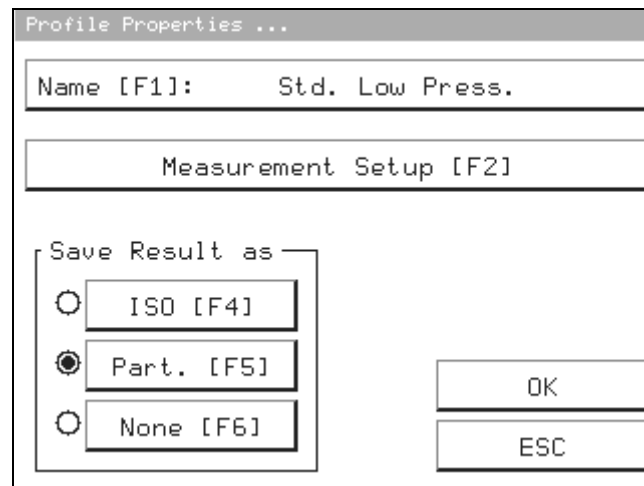 Profile Properties ...
Name [F1]: Std. Low Press.
Measurement Setup [F2]
Save Result as
ISO [F4]
Part. [F5]
None [F6]
OK
ESC